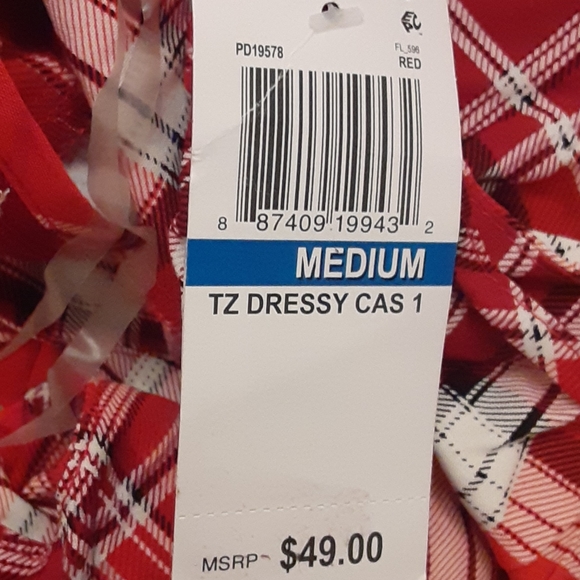 PD19578
FL_596
RED
8 87409 19943 2
MEDIUM
TZ DRESSY CAS 1
MSRP $49.00